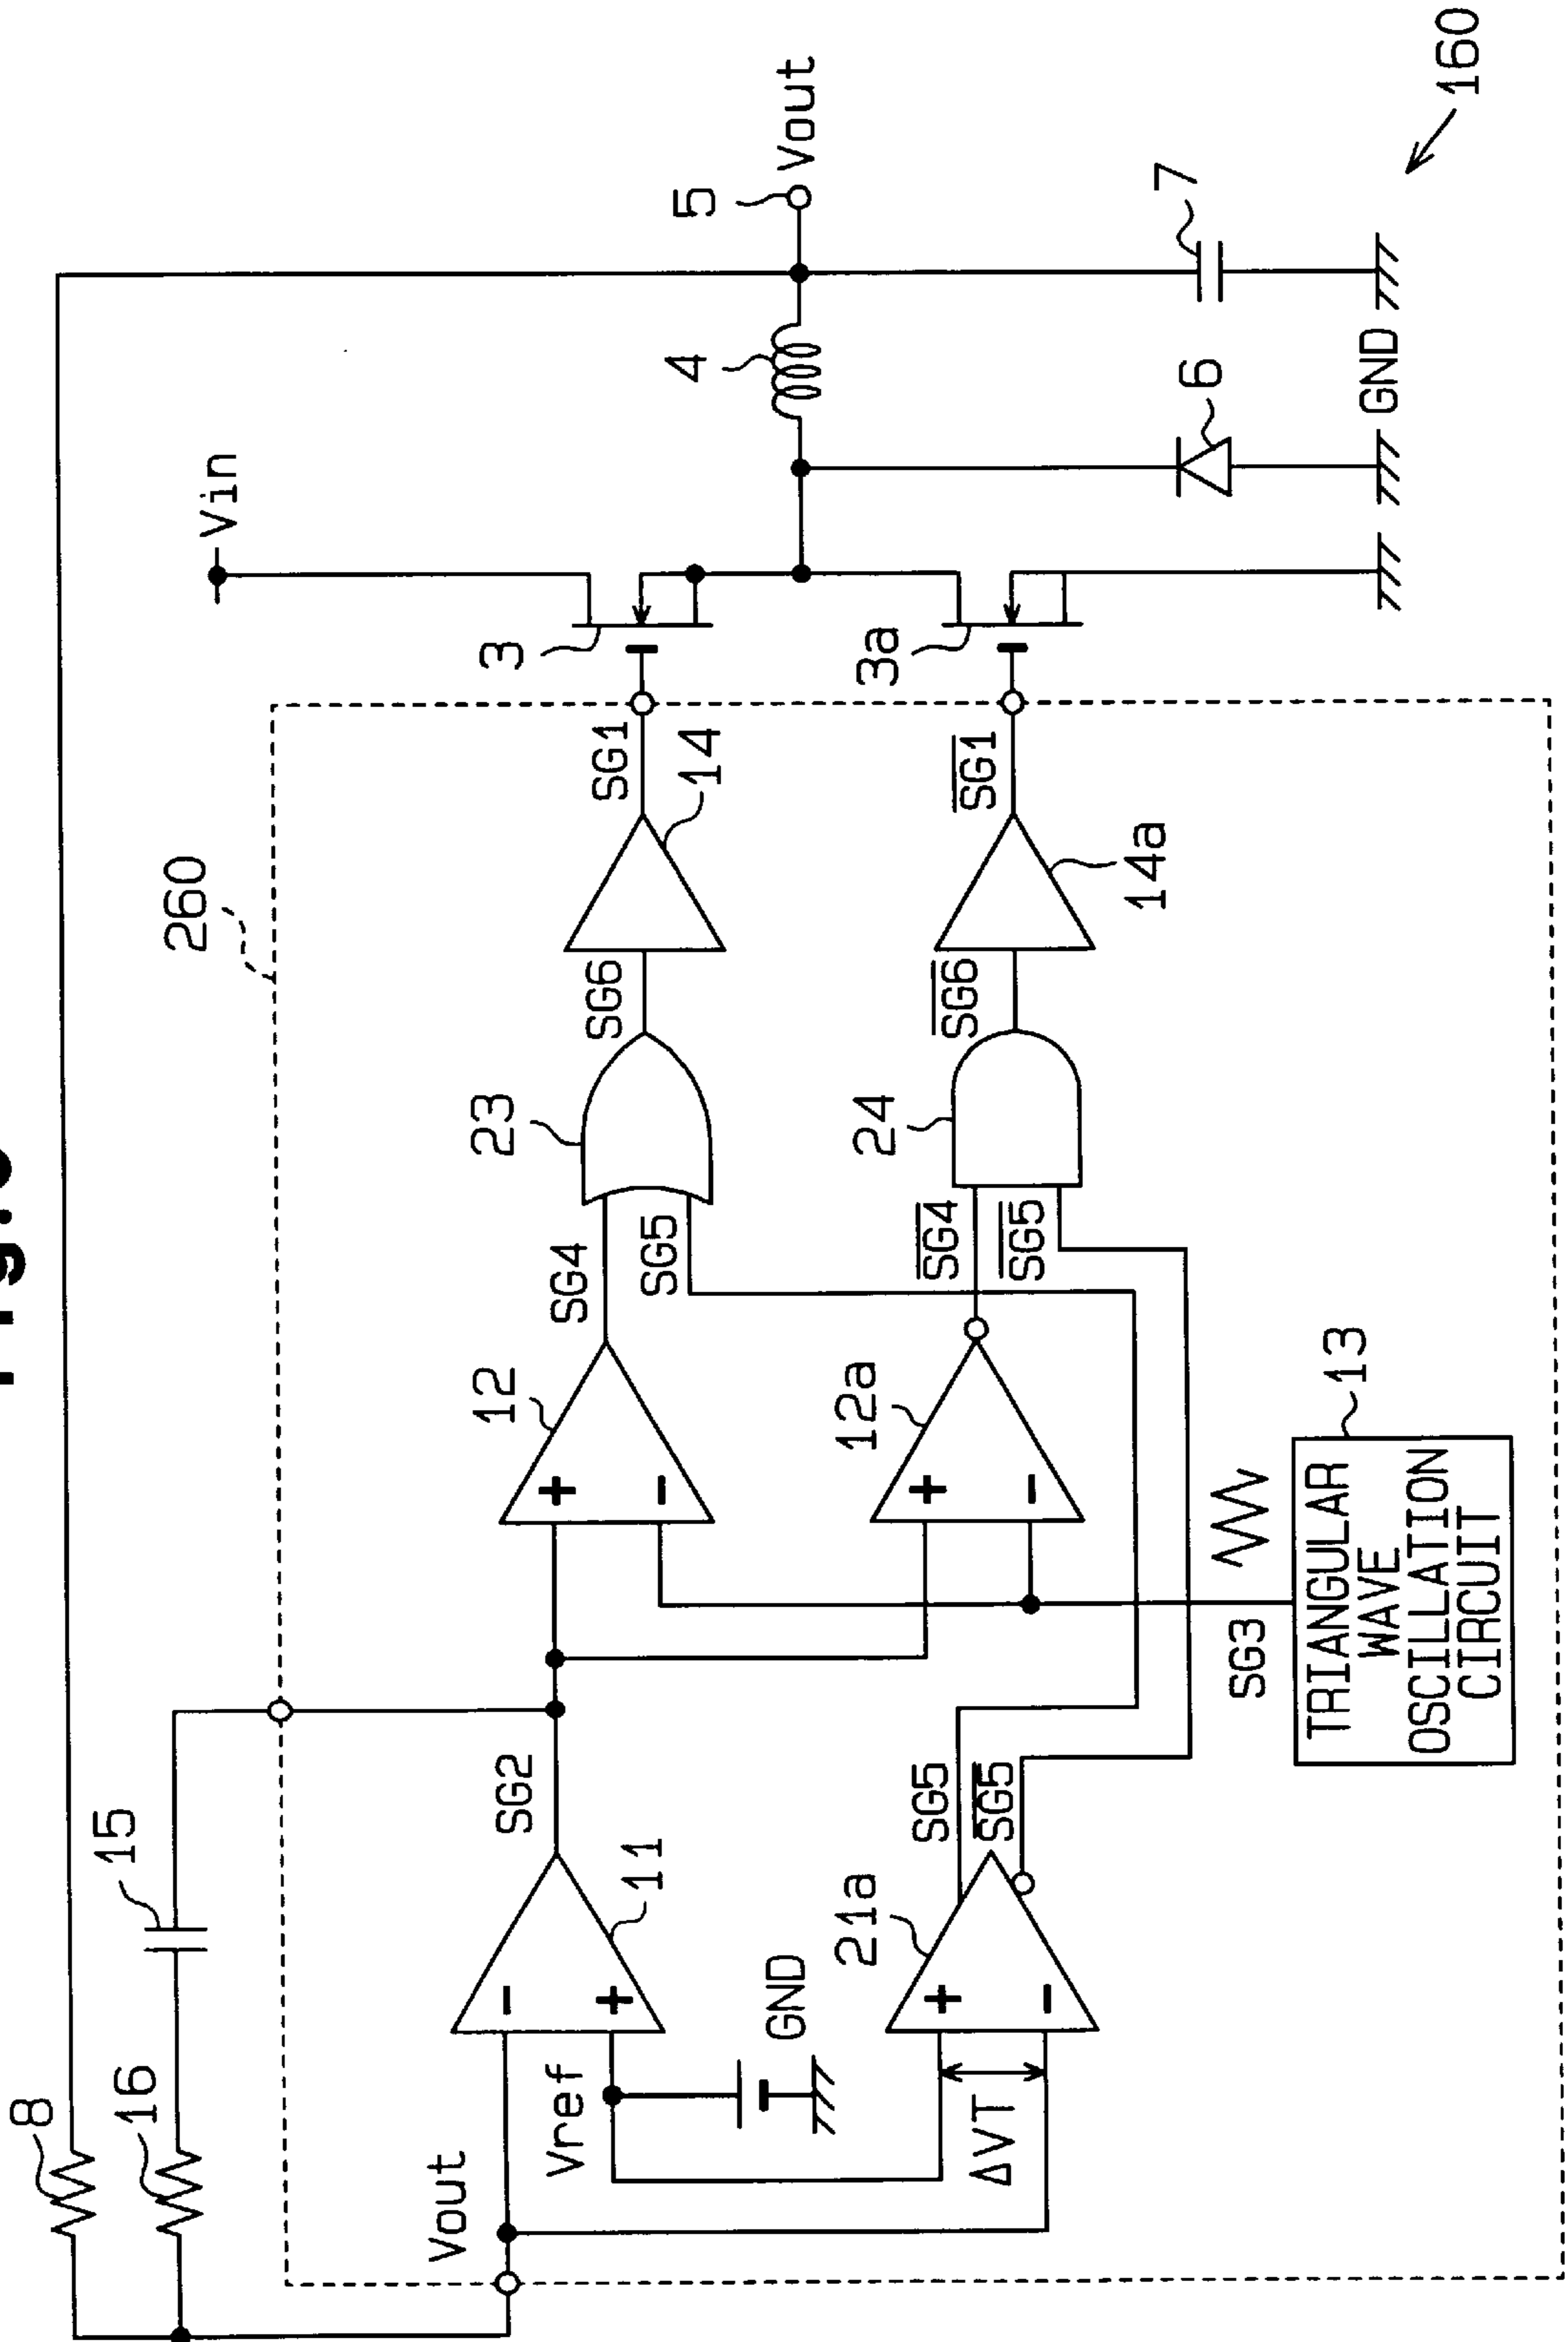 160
8
16
15
260
Vin
Vout
5
4
7
6
GND
3
3a
Vout
Vref
11
GND
SG2
12
SG4
SG5
23
SG6
14
SG1
21a
ΔVT
SG5
SG5
12a
SG4
SG5
24
SG6
14a
SG1
SG3
13
TRIANGULAR
WAVE
OSCILLATION
CIRCUIT